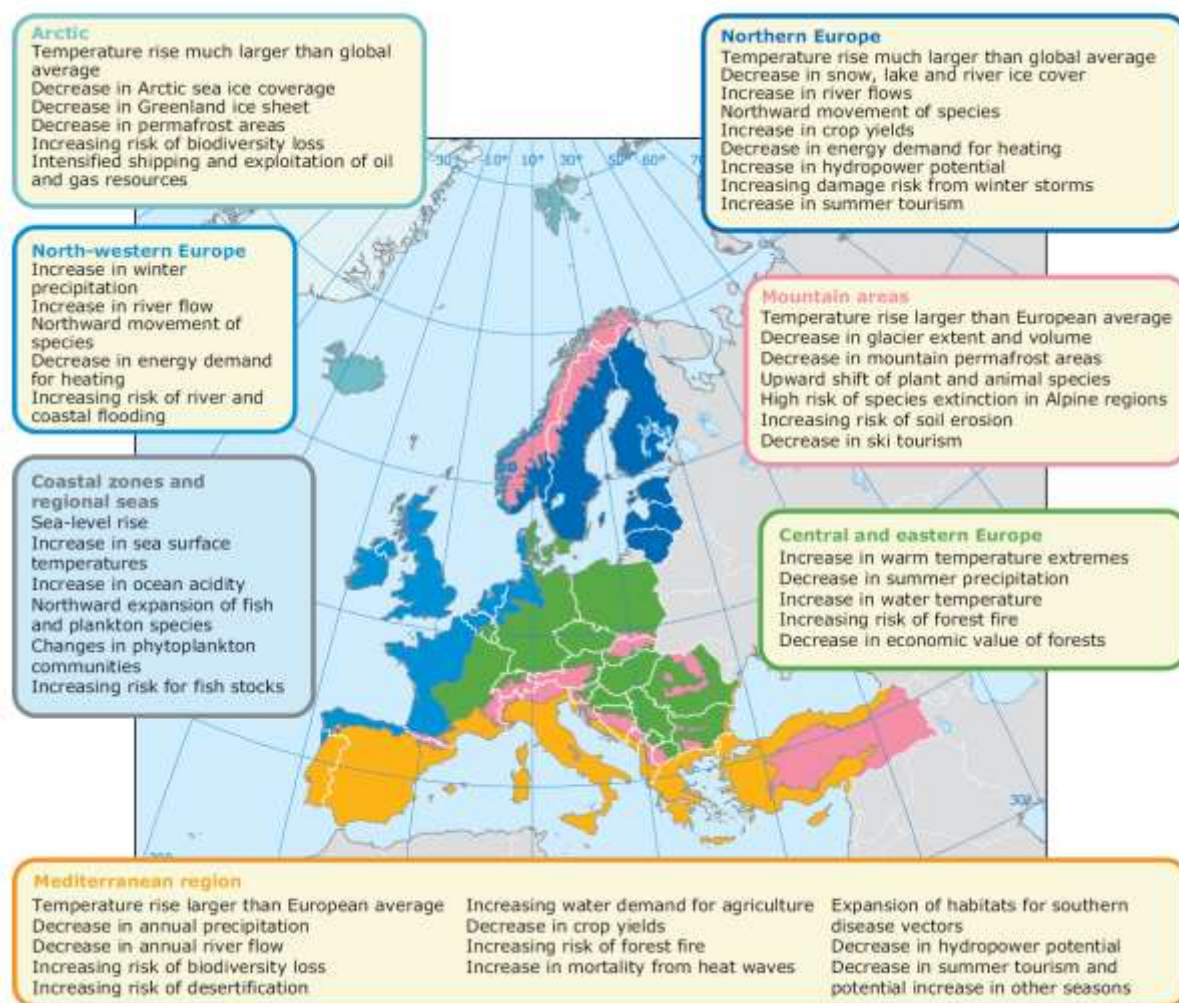 Arctic
Temperature rise much larger than global
average
Decrease in Arctic sea ice coverage
Decrease in Greenland ice sheet
Decrease in permafrost areas
Increasing risk of biodiversity loss
Intensified shipping and exploitation of oil
and gas resources
Northern Europe
Temperature rise much larger than global average
Decrease in snow, lake and river ice cover
Increase in river flows
Northward movement of species
Increase in crop yields
Decrease in energy demand for heating
Increase in hydropower potential
Increasing damage risk from winter storms
Increase in summer tourism
-10° 10° 30° 50° 60°
North-western Europe
Increase in winter
precipitation
Increase in river flow
Northward movement of
species
Decrease in energy demand
for heating
Increasing risk of river and
coastal flooding
Mountain areas
Temperature rise larger than European average
Decrease in glacier extent and volume
Decrease in mountain permafrost areas
Upward shift of plant and animal species
High risk of species extinction in Alpine regions
Increasing risk of soil erosion
Decrease in ski tourism
Coastal zones and
regional seas
Sea-level rise
Increase in sea surface
temperatures
Increase in ocean acidity
Northward expansion of fish
and plankton species
Changes in phytoplankton
communities
Increasing risk for fish stocks
Central and eastern Europe
Increase in warm temperature extremes
Decrease in summer precipitation
Increase in water temperature
Increasing risk of forest fire
Decrease in economic value of forests
Mediterranean region
Temperature rise larger than European average
Decrease in annual precipitation
Decrease in annual river flow
Increasing risk of biodiversity loss
Increasing risk of desertification
Increasing water demand for agriculture
Decrease in crop yields
Increasing risk of forest fire
Increase in mortality from heat waves
Expansion of habitats for southern
disease vectors
Decrease in hydropower potential
Decrease in summer tourism and
potential increase in other seasons